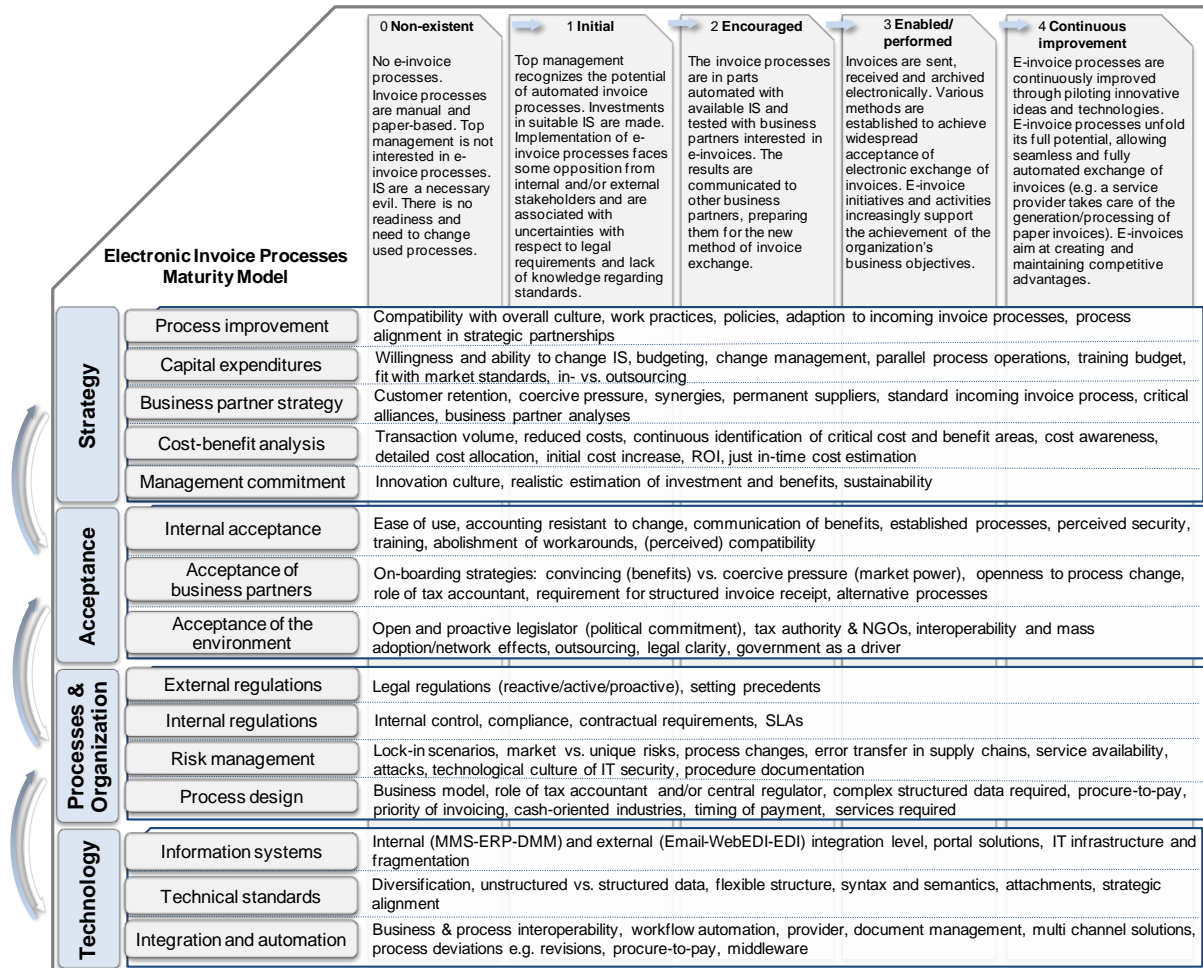 0 Non-existent
No e-invoice
processes.
Invoice processes
are manual and
paper-based. Top
management is not
interested in e-
invoice processes.
IS are a necessary
evil. There is no
readiness and
need to change
used processes.
1 Initial
Top management
recognizes the potential
of automated invoice
processes. Investments
in suitable IS are made.
Implementation of e-
invoice processes faces
some opposition from
internal and/or external
stakeholders and are
associated with
uncertainties with
respect to legal
requirements and lack
of knowledge regarding
standards.
2 Encouraged
The invoice processes
are in parts
automated with
available IS and
tested with business
partners interested in
e-invoices. The
results are
communicated to
other business
partners, preparing
them for the new
method of invoice
exchange.
3 Enabled/
performed
Invoices are sent,
received and archived
electronically. Various
methods are
established to achieve
widespread
acceptance of
electronic exchange of
invoices. E-invoice
initiatives and activities
increasingly support
the achievement of the
organization's
business objectives.
4 Continuous
improvement
E-invoice processes are
continuously improved
through piloting innovative
ideas and technologies.
E-invoice processes unfold
its full potential, allowing
seamless and fully
automated exchange of
invoices (e.g. a service
provider takes care of the
generation/processing of
paper invoices). E-invoices
aim at creating and
maintaining competitive
advantages.
Electronic Invoice Processes
Maturity Model
Strategy
Process improvement
Compatibility with overall culture, work practices, policies, adaption to incoming invoice processes, process
alignment in strategic partnerships
Capital expenditures
Willingness and ability to change IS, budgeting, change management, parallel process operations, training budget,
fit with market standards, in- vs. outsourcing
Business partner strategy
Customer retention, coercive pressure, synergies, permanent suppliers, standard incoming invoice process, critical
alliances, business partner analyses
Cost-benefit analysis
Transaction volume, reduced costs, continuous identification of critical cost and benefit areas, cost awareness,
detailed cost allocation, initial cost increase, ROI, just in-time cost estimation
Management commitment
Innovation culture, realistic estimation of investment and benefits, sustainability
Acceptance
Internal acceptance
Ease of use, accounting resistant to change, communication of benefits, established processes, perceived security,
training, abolishment of workarounds, (perceived) compatibility
Acceptance of
business partners
On-boarding strategies: convincing (benefits) vs. coercive pressure (market power), openness to process change,
role of tax accountant, requirement for structured invoice receipt, alternative processes
Acceptance of the
environment
Open and proactive legislator (political commitment), tax authority & NGOs, interoperability and mass
adoption/network effects, outsourcing, legal clarity, government as a driver
Processes &
Organization
External regulations
Legal regulations (reactive/active/proactive), setting precedents
Internal regulations
Internal control, compliance, contractual requirements, SLAs
Risk management
Lock-in scenarios, market vs. unique risks, process changes, error transfer in supply chains, service availability,
attacks, technological culture of IT security, procedure documentation
Process design
Business model, role of tax accountant and/or central regulator, complex structured data required, procure-to-pay,
priority of invoicing, cash-oriented industries, timing of payment, services required
Technology
Information systems
Internal (MMS-ERP-DMM) and external (Email-WebEDI-EDI) integration level, portal solutions, IT infrastructure and
fragmentation
Technical standards
Diversification, unstructured vs. structured data, flexible structure, syntax and semantics, attachments, strategic
alignment
Integration and automation
Business & process interoperability, workflow automation, provider, document management, multi channel solutions,
process deviations e.g. revisions, procure-to-pay, middleware